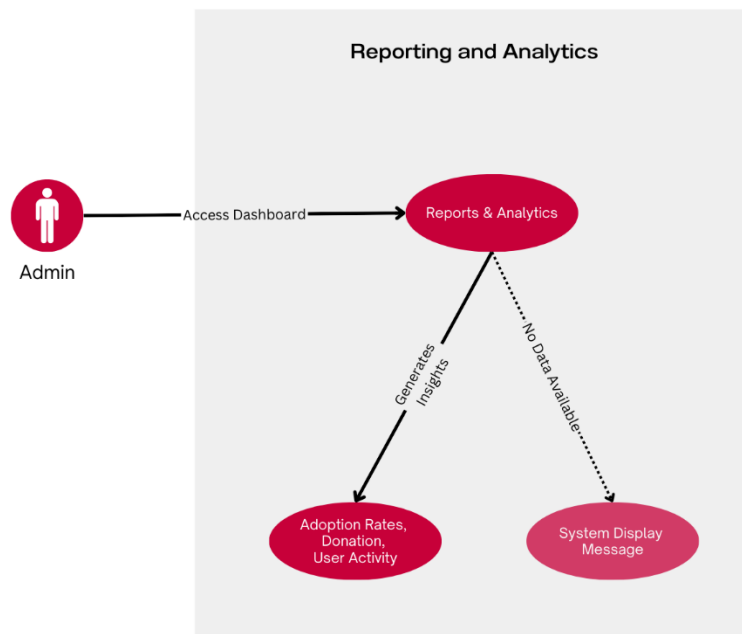 Reporting and Analytics
Access Dashboard
Reports & Analytics
Admin
Generates
Insights
No Data Available
Adoption Rates,
Donation,
User Activity
System Display
Message